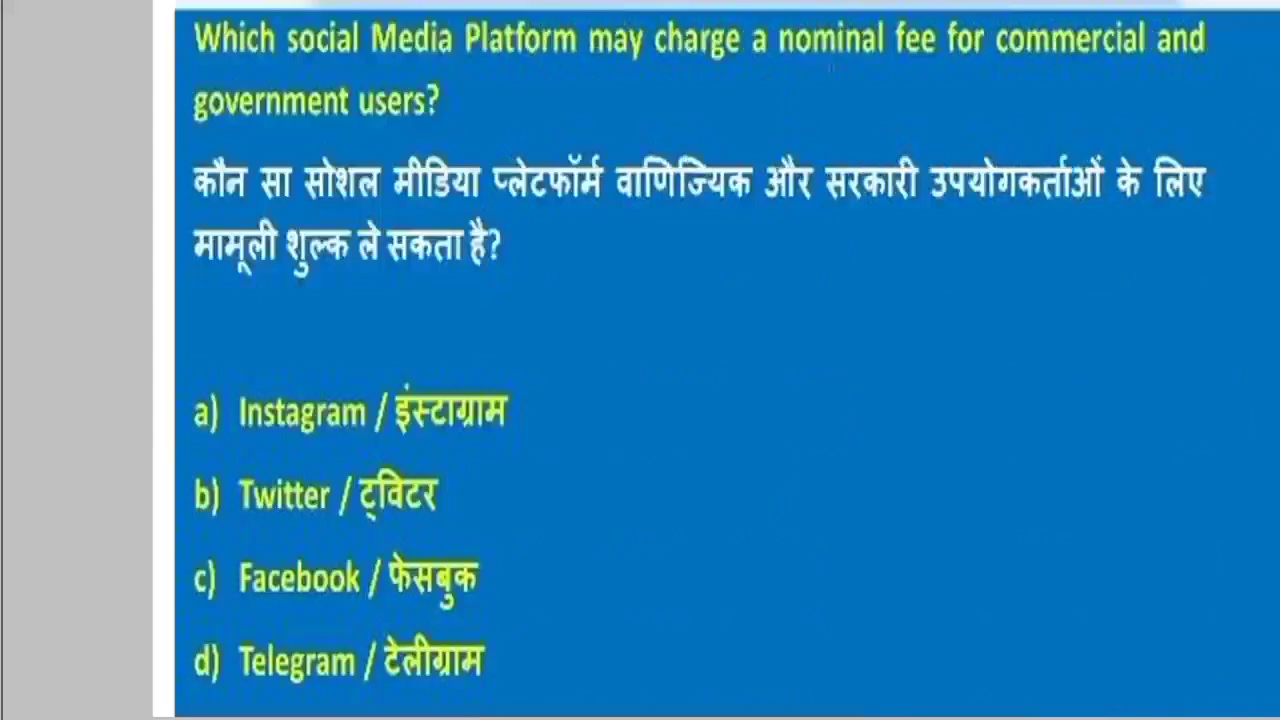 Which social Media Platform may charge a nominal fee for commercial and
government users?
कौन सा सोशल मीडिया प्लेटफॉर्म वाणिज्यिक और सरकारी उपयोगकर्ताओं के लिए
मामूली शुल्क ले सकता है?
a) Instagram / इंस्टाग्राम
b) Twitter / ट्विटर
c) Facebook / फेसबुक
d) Telegram / टेलीग्राम